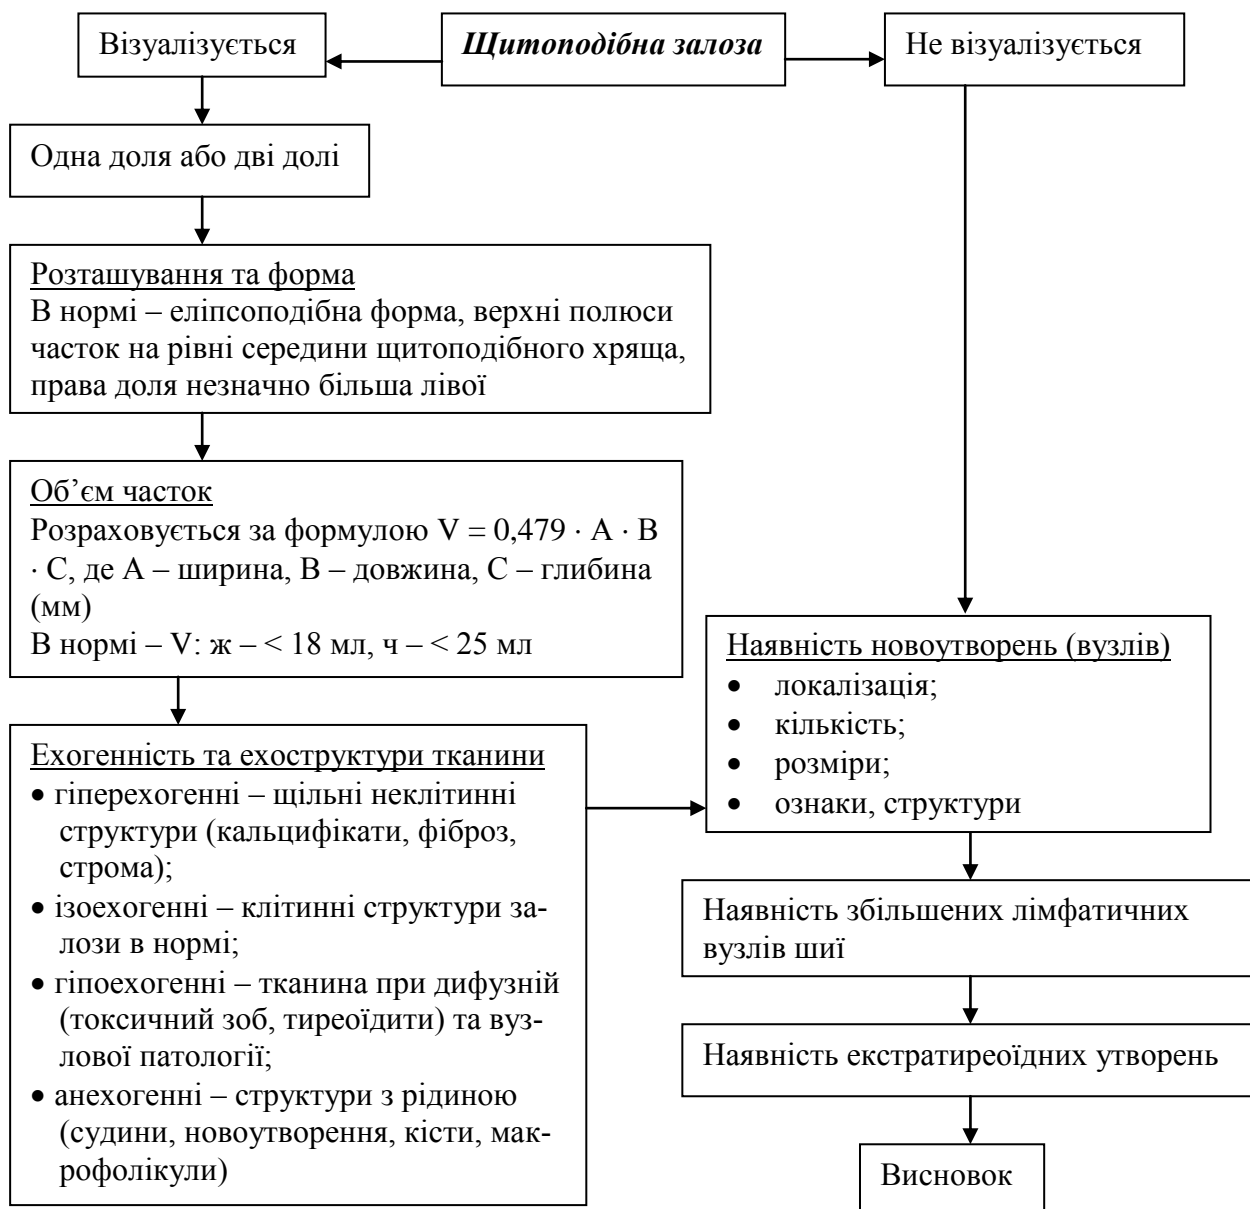 Візуалізується
Щитоподібна залоза
Не візуалізується
Одна доля або дві долі
Розташування та форма
В нормі – еліпсоподібна форма, верхні полюси
часток на рівні середини щитоподібного хряща,
права доля незначно більша лівої
Об’єм часток
Розраховується за формулою V = 0,479 · А · В
· С, де А – ширина, В – довжина, С – глибина
(мм)
В нормі – V: ж – < 18 мл, ч – < 25 мл
Ехогенність та ехоструктури тканини
• гіперехогенні – щільні неклітинні
структури (кальцифікати, фіброз,
строма);
• ізоехогенні – клітинні структури за-
лози в нормі;
• гіпоехогенні – тканина при дифузній
(токсичний зоб, тиреоїдити) та вуз-
лової патології;
• анехогенні – структури з рідиною
(судини, новоутворення, кісти, мак-
рофолікули)
Наявність новоутворень (вузлів)
• локалізація;
• кількість;
• розміри;
• ознаки, структури
Наявність збільшених лімфатичних
вузлів шиї
Наявність екстратиреоїдних утворень
Висновок